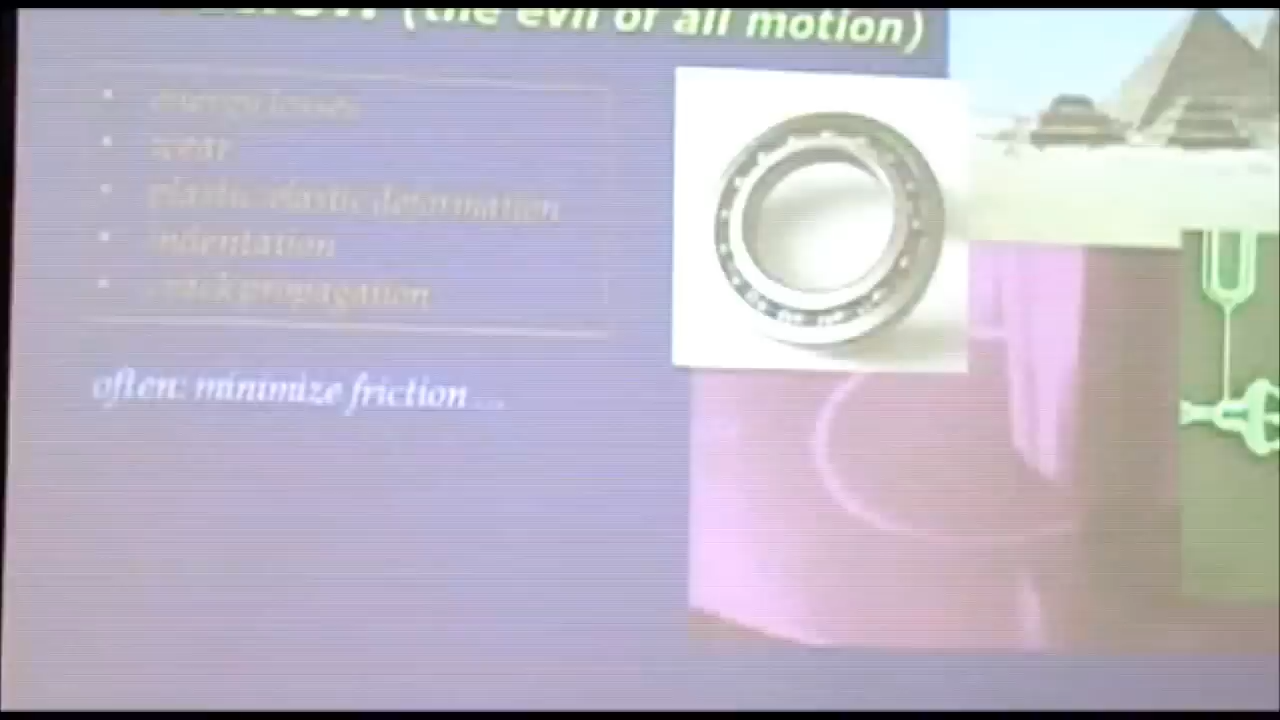 (the evil of all motion)
energy losses
wear
plastic/elastic deformation
indentation
crack propagation
often: minimize friction ...